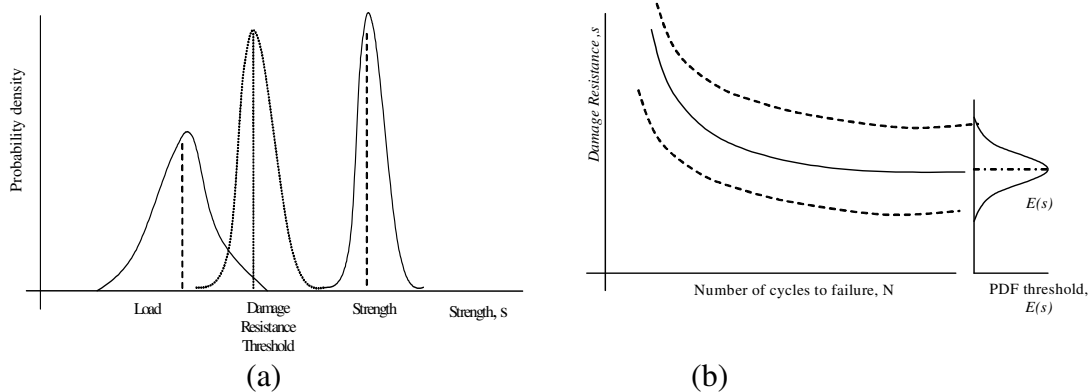 Probability density
Load
Damage
Resistance
Threshold
Strength
Strength, s
(a)
Damage Resistance ,s
Number of cycles to failure, N
E(s)
PDF threshold,
E(s)
(b)